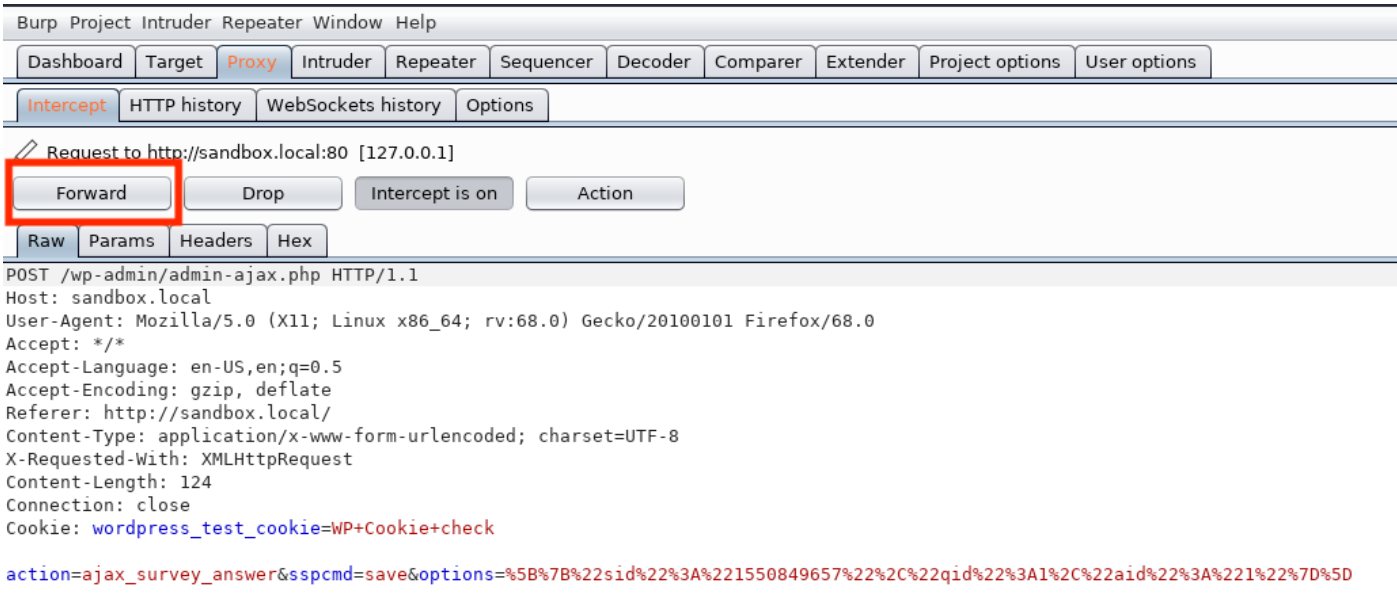 Burp Project Intruder Repeater Window Help
Dashboard Target Proxy Intruder Repeater Sequencer Decoder Comparer Extender Project options User options
Intercept HTTP history WebSockets history Options
Request to http://sandbox.local:80 [127.0.0.1]
Forward Drop Intercept is on Action
Raw Params Headers Hex
POST /wp-admin/admin-ajax.php HTTP/1.1
Host: sandbox.local
User-Agent: Mozilla/5.0 (X11; Linux x86_64; rv:68.0) Gecko/20100101 Firefox/68.0
Accept: */*
Accept-Language: en-US,en;q=0.5
Accept-Encoding: gzip, deflate
Referer: http://sandbox.local/
Content-Type: application/x-www-form-urlencoded; charset=UTF-8
X-Requested-With: XMLHttpRequest
Content-Length: 124
Connection: close
Cookie: wordpress_test_cookie=WP+Cookie+check
action=ajax_survey_answer&sspcmd=save&options=%5B%7B%22sid%22%3A%221550849657%22%2C%22qid%22%3A1%2C%22aid%22%3A%221%22%7D%5D